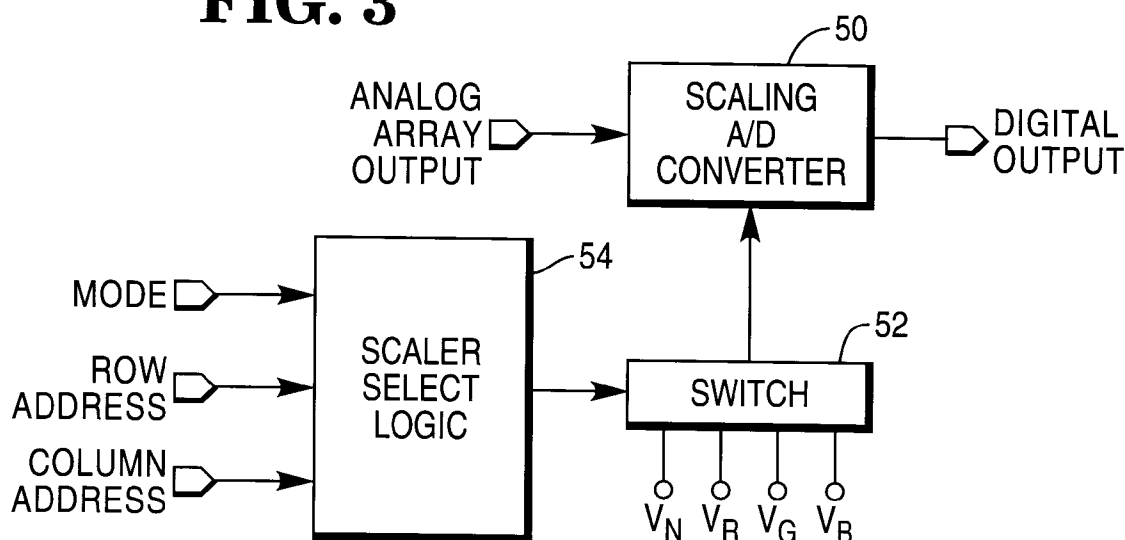 FIG. 3
50
ANALOG
ARRAY
OUTPUT
SCALING
A/D
CONVERTER
DIGITAL
OUTPUT
54
MODE
ROW
ADDRESS
COLUMN
ADDRESS
SCALER
SELECT
LOGIC
52
SWITCH
VN VR VG VB